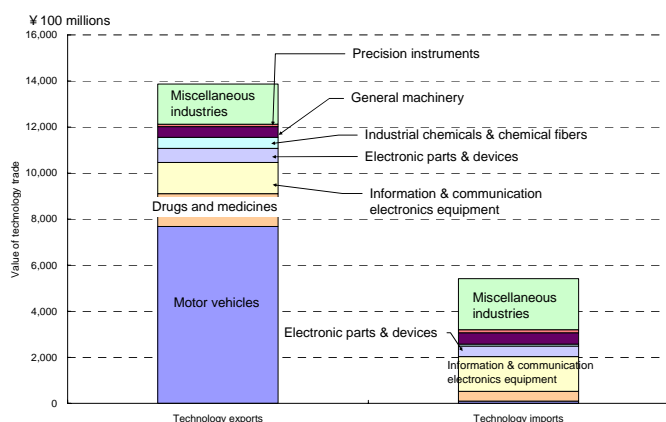 ¥ 100 millions
16,000
14,000
12,000
10,000
8,000
6,000
4,000
2,000
0
Value of technology trade
Precision instruments
Miscellaneous
industries
General machinery
Industrial chemicals & chemical fibers
Electronic parts & devices
Information & communication
electronics equipment
Drugs and medicines
Motor vehicles
Miscellaneous
industries
Electronic parts & devices
Information & communication
electronics equipment
Technology exports
Technology imports